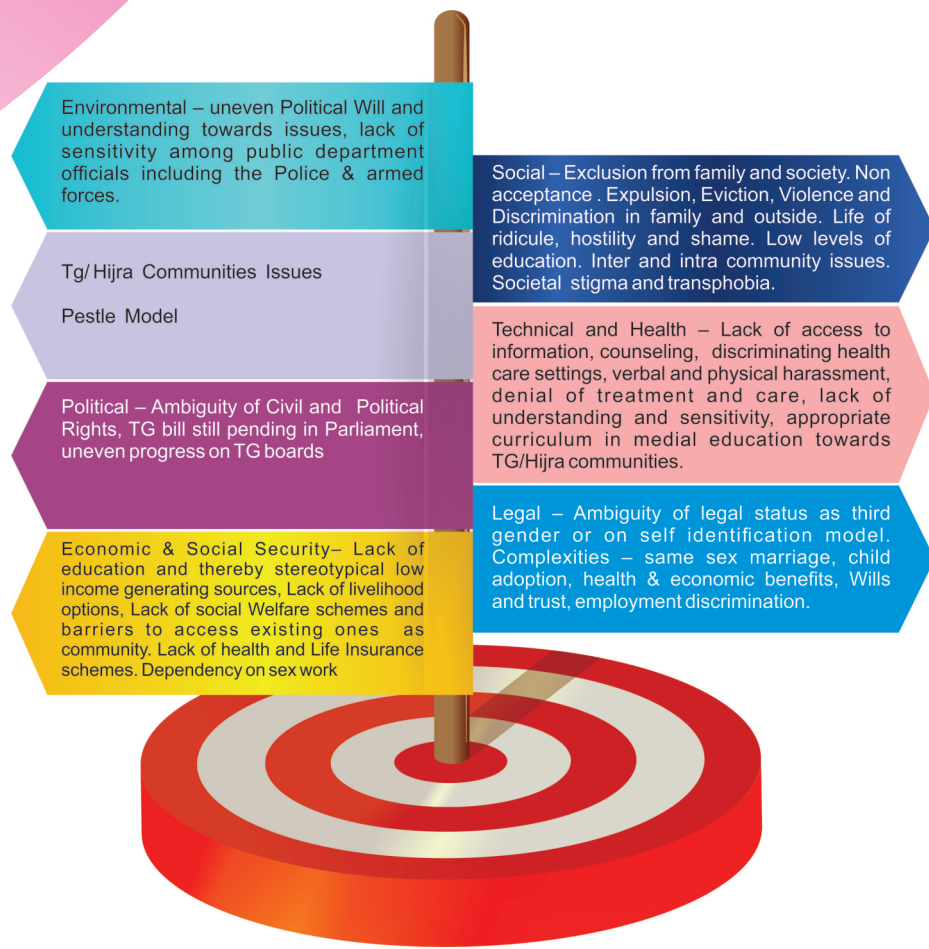 Environmental – uneven Political Will and
understanding towards issues, lack of
sensitivity among public department
officials including the Police & armed
forces.
Tg/ Hijra Communities Issues
Pestle Model
Political – Ambiguity of Civil and Political
Rights, TG bill still pending in Parliament,
uneven progress on TG boards
Economic & Social Security– Lack of
education and thereby stereotypical low
income generating sources, Lack of livelihood
options, Lack of social Welfare schemes and
barriers to access existing ones as
community. Lack of health and Life Insurance
schemes. Dependency on sex work
Social – Exclusion from family and society. Non
acceptance . Expulsion, Eviction, Violence and
Discrimination in family and outside. Life of
ridicule, hostility and shame. Low levels of
education. Inter and intra community issues.
Societal stigma and transphobia.
Technical and Health – Lack of access to
information, counseling, discriminating health
care settings, verbal and physical harassment,
denial of treatment and care, lack of
understanding and sensitivity, appropriate
curriculum in medial education towards
TG/Hijra communities.
Legal – Ambiguity of legal status as third
gender or on self identification model.
Complexities – same sex marriage, child
adoption, health & economic benefits, Wills
and trust, employment discrimination.